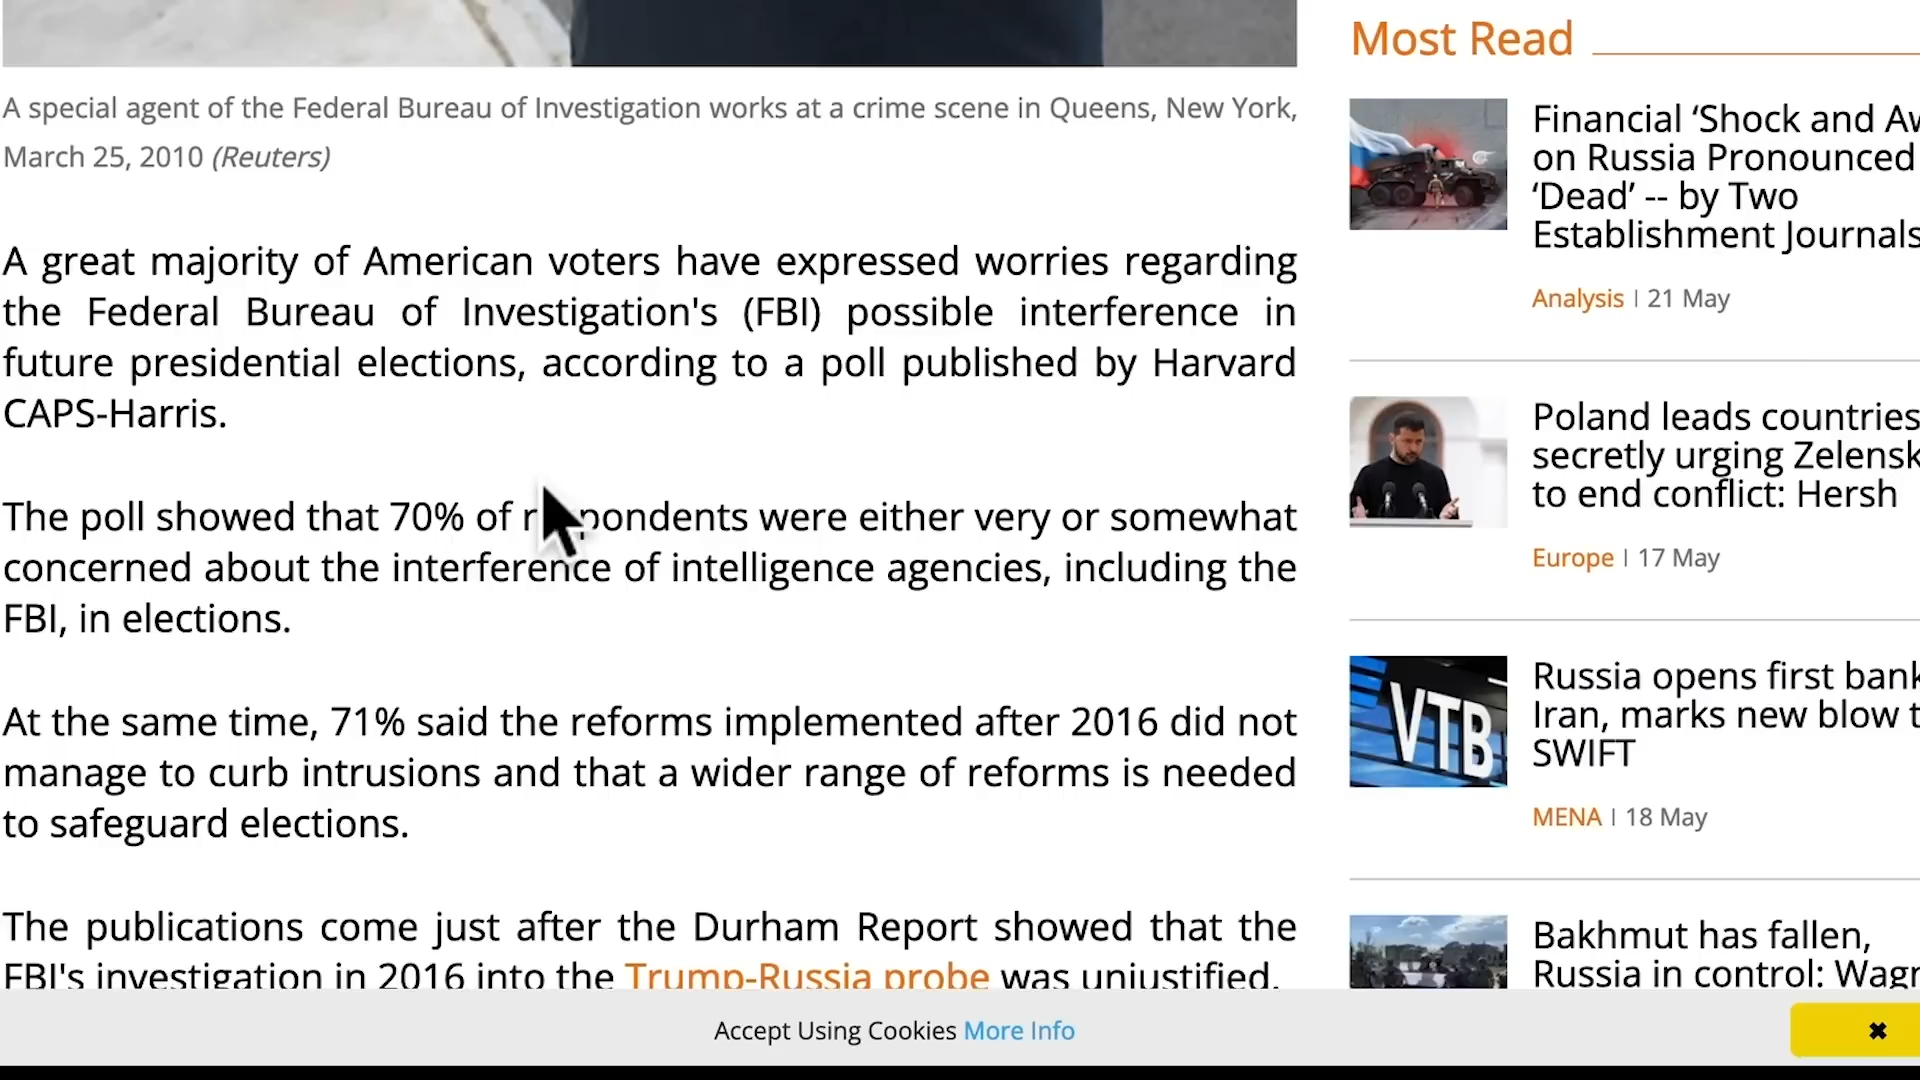 A special agent of the Federal Bureau of Investigation works at a crime scene in Queens, New York,
March 25, 2010 (Reuters)
A great majority of American voters have expressed worries regarding
the Federal Bureau of Investigation's (FBI) possible interference in
future presidential elections, according to a poll published by Harvard
CAPS-Harris.
The poll showed that 70% of respondents were either very or somewhat
concerned about the interference of intelligence agencies, including the
FBI, in elections.
At the same time, 71% said the reforms implemented after 2016 did not
manage to curb intrusions and that a wider range of reforms is needed
to safeguard elections.
The publications come just after the Durham Report showed that the
FBI's investigation in 2016 into the Trump-Russia probe was unjustified.
Most Read
Financial ‘Shock and
on Russia Pronounced
‘Dead’ -- by Two
Establishment Journals
Analysis | 21 May
Poland leads countries
secretly urging
to end conflict: Hersh
Europe | 17 May
VTB
Russia opens first bank
Iran, marks new blow
SWIFT
MENA | 18 May
Bakhmut has fallen,
Russia in control:
Accept Using Cookies More Info
✖